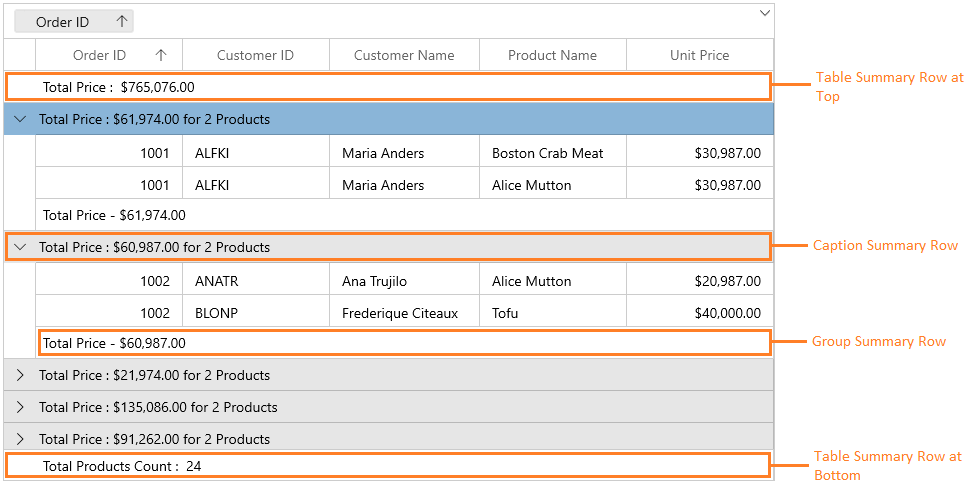 Order ID
Order ID Customer ID Customer Name Product Name Unit Price
Total Price : $765,076.00
Table Summary Row at
Top
Total Price : $61,974.00 for 2 Products
1001 ALFKI Maria Anders Boston Crab Meat $30,987.00
1001 ALFKI Maria Anders Alice Mutton $30,987.00
Total Price - $61,974.00
Total Price : $60,987.00 for 2 Products
Caption Summary Row
1002 ANATR Ana Trujilo Alice Mutton $20,987.00
1002 BLONP Frederique Citeaux Tofu $40,000.00
Total Price - $60,987.00
Group Summary Row
Total Price : $21,974.00 for 2 Products
Total Price : $135,086.00 for 2 Products
Total Price : $91,262.00 for 2 Products
Total Products Count : 24
Table Summary Row at
Bottom